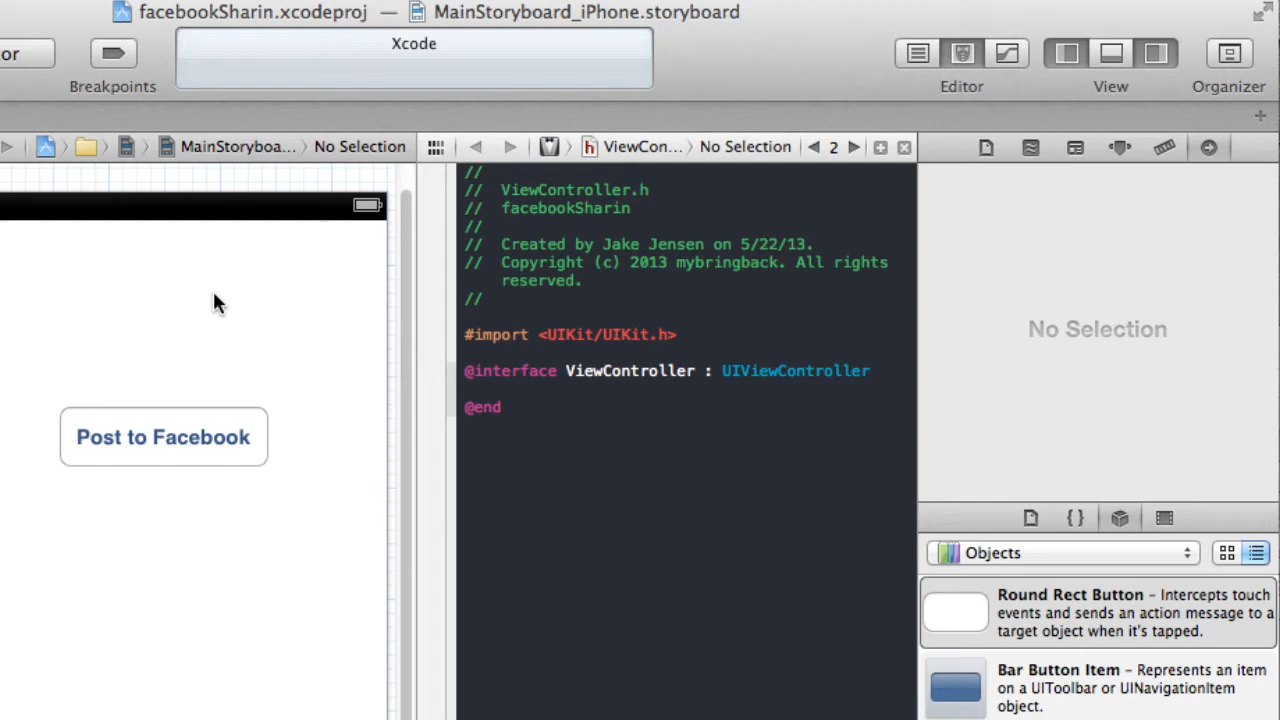 facebookSharin.xcodeproj — MainStoryboard_iPhone.storyboard
or
Breakpoints
Xcode
Editor
View
Organizer
MainStoryboa... No Selection
ViewCon... No Selection 2
//
// ViewController.h
// facebookSharin
//
// Created by Jake Jensen on 5/22/13.
// Copyright (c) 2013 mybringback. All rights
reserved.
//
#import <UIKit/UIKit.h>
@interface ViewController : UIViewController
@end
Post to Facebook
No Selection
{ }
Objects
Round Rect Button – Intercepts touch
events and sends an action message to a
target object when it's tapped.
Bar Button Item – Represents an item
on a UIToolbar or UINavigationItem
object.